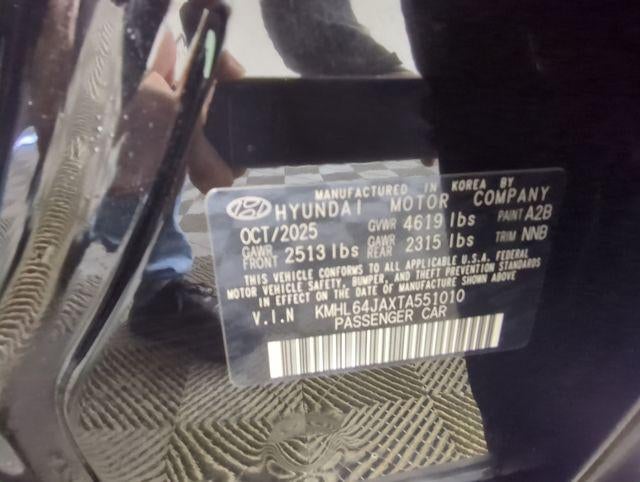 MANUFACTURED IN KOREA BY
HYUNDAI MOTOR COMPANY
OCT/2025 GVWR 4619 lbs PAINT A2B
GAWR FRONT 2513 lbs GAWR REAR 2315 lbs TRIM NNB
THIS VEHICLE CONFORMS TO ALL APPLICABLE U.S.A. FEDERAL
MOTOR VEHICLE SAFETY, BUMPER, AND THEFT PREVENTION STANDARDS
IN EFFECT ON THE DATE OF MANUFACTURE SHOWN ABOVE
V.I.N KMHL64JAXTA551010
PASSENGER CAR